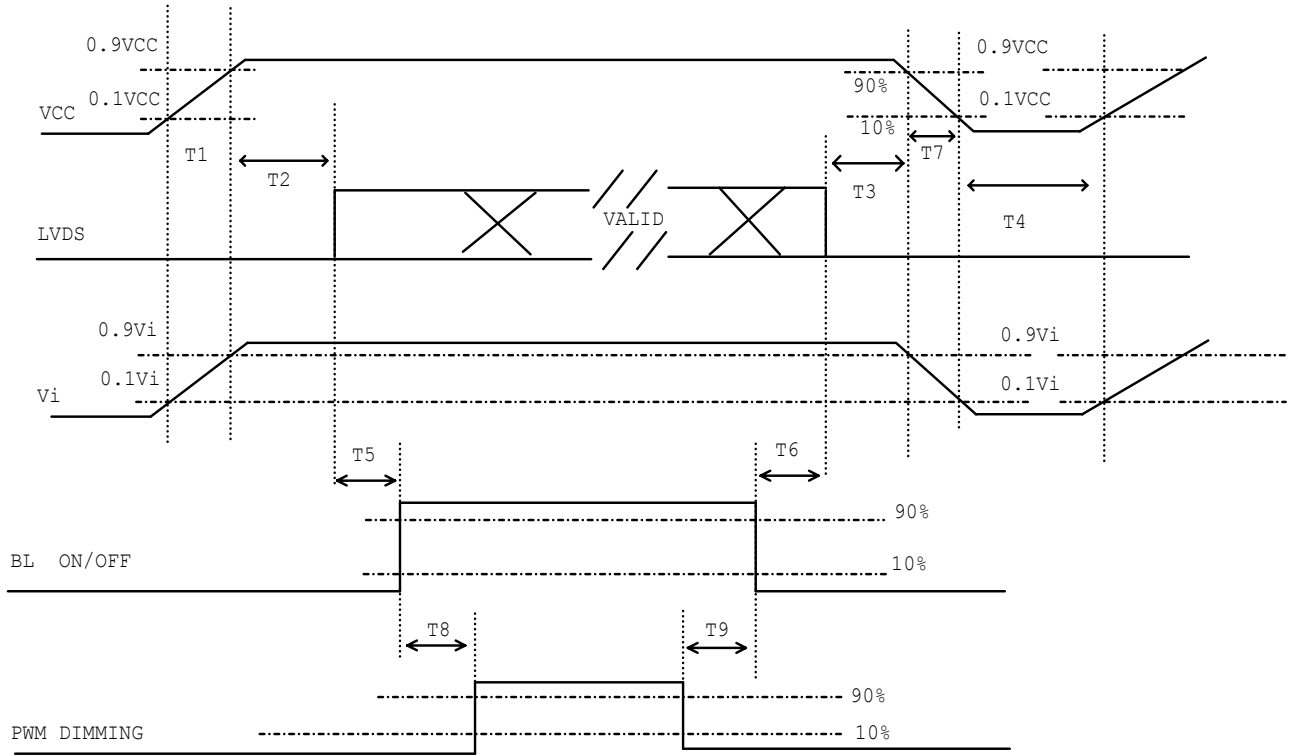 0.9VCC
0.9VCC
90%
0.1VCC
0.1VCC
VCC
10%
T1
T7
T2
T3
VALID
T4
LVDS
0.9Vi
0.9Vi
0.1Vi
0.1Vi
Vi
T5
T6
90%
BL ON/OFF
10%
T8
T9
90%
PWM DIMMING
10%